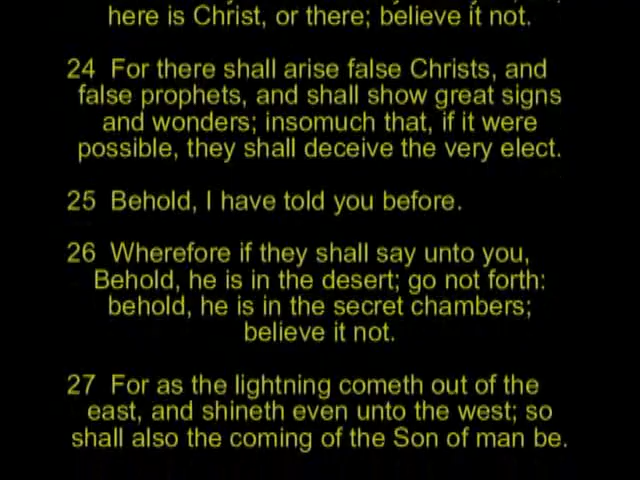 here is Christ, or there; believe it not.
24 For there shall arise false Christs, and
false prophets, and shall show great signs
and wonders; insomuch that, if it were
possible, they shall deceive the very elect.
25 Behold, I have told you before.
26 Wherefore if they shall say unto you,
Behold, he is in the desert; go not forth:
behold, he is in the secret chambers;
believe it not.
27 For as the lightning cometh out of the
east, and shineth even unto the west; so
shall also the coming of the Son of man be.